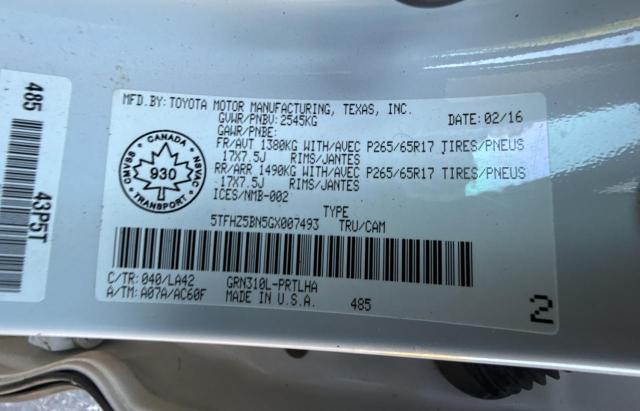 MFD.BY: TOYOTA MOTOR MANUFACTURING, TEXAS, INC.
GVWR/PNBV: 2545KG DATE: 02/16
GAWR/PNBE:
FR/AVT 1380KG WITH/AVEC P265/65R17 TIRES/PNEUS
17X7.5J RIMS/JANTES
RR/ARR 1490KG WITH/AVEC P265/65R17 TIRES/PNEUS
17X7.5J RIMS/JANTES
ICES/NMB-002
TYPE
5TFHZ5BN5GX007493 TRU/CAM
C/TR: 040/LA42 GRN310L-PRTLHA
A/TM: A07A/AC60F MADE IN U.S.A. 485
2
CANADA
930
TRANSPORT
485
43P5T